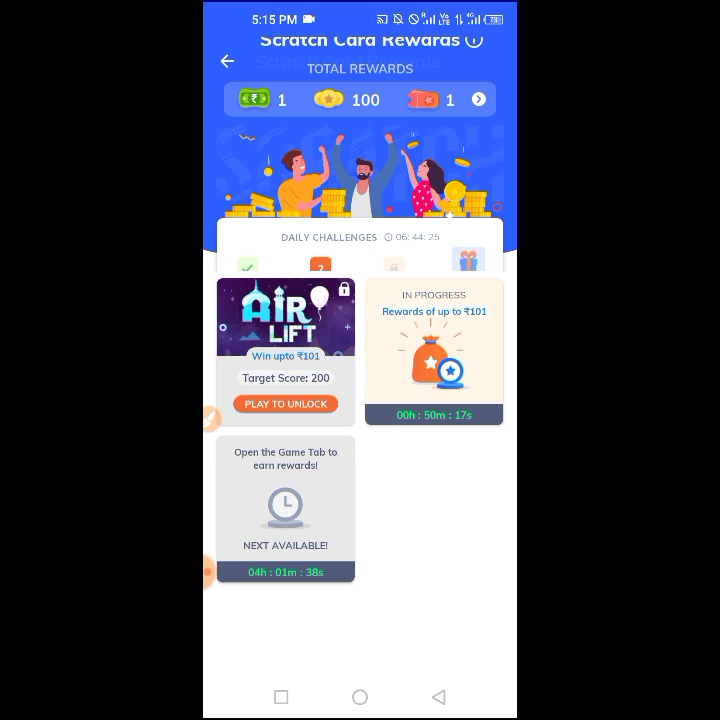 5:15 PM
Scratch Card Rewards
TOTAL REWARDS
1
100
1
DAILY CHALLENGES 06: 44: 25
2
AIR
LIFT
Win upto ₹101
Target Score: 200
PLAY TO UNLOCK
IN PROGRESS
Rewards of up to ₹101
00h : 50m : 17s
Open the Game Tab to
earn rewards!
NEXT AVAILABLE!
04h : 01m : 38s